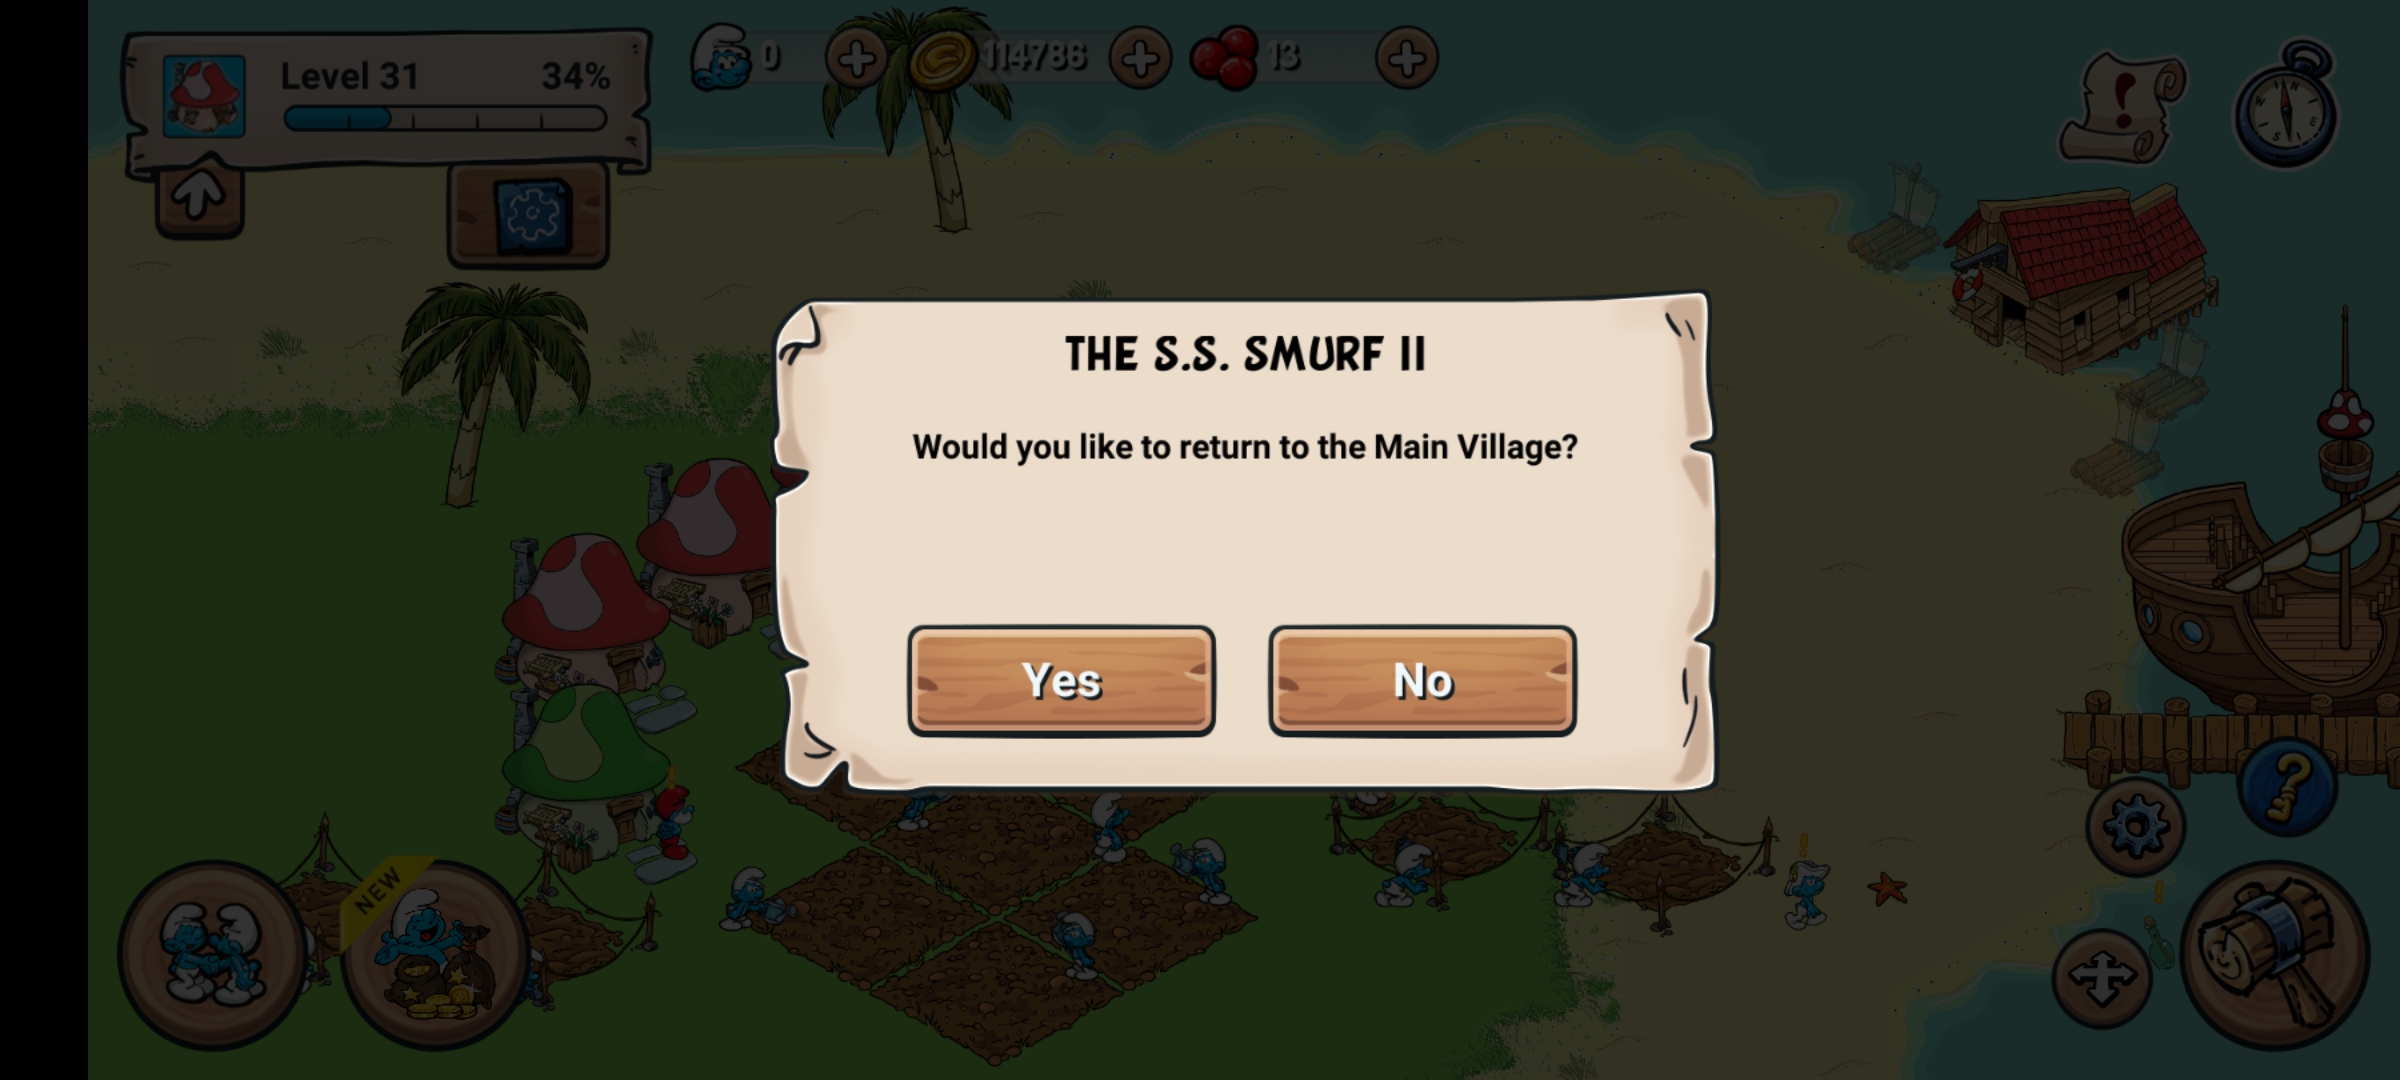 Level 31 34%
0 114786 13
THE S.S. SMURF II
Would you like to return to the Main Village?
Yes No
NEW